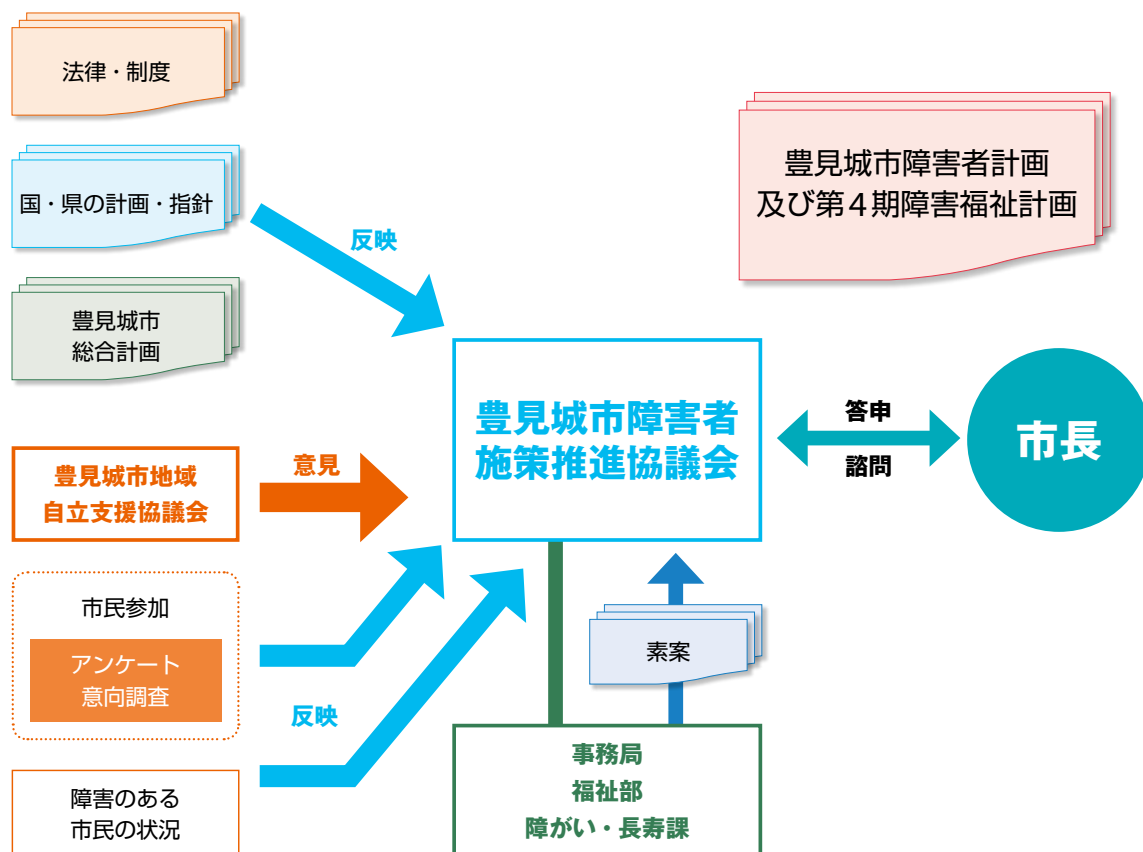 法律・制度
国・県の計画・指針
豊見城市
総合計画
反映
豊見城市障害者計画
及び第４期障害福祉計画
豊見城市障害者
施策推進協議会
答申
諮問
市長
豊見城市地域
自立支援協議会
意見
市民参加
アンケート
意向調査
反映
障害のある
市民の状況
素案
事務局
福祉部
障がい・長寿課